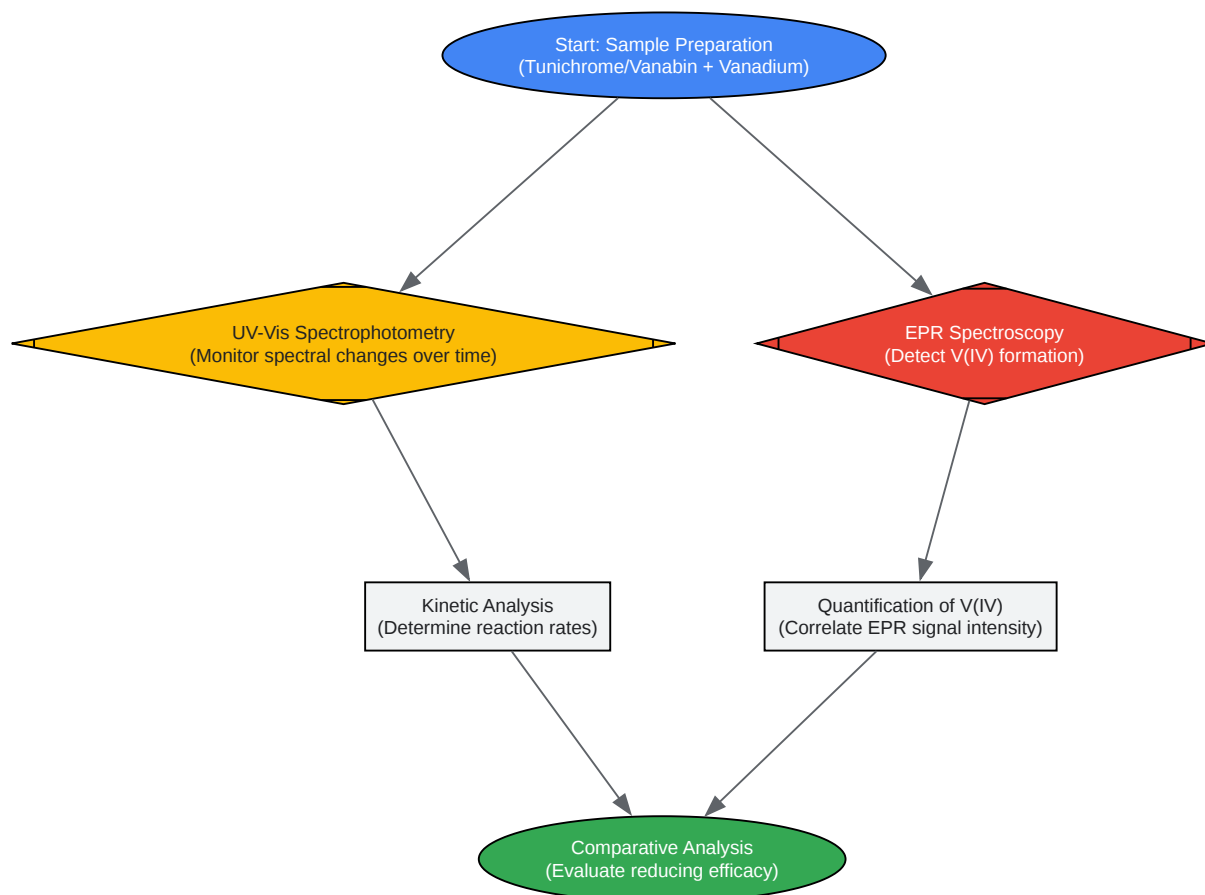 Start: Sample Preparation
(Tunichrome/Vanabin + Vanadium)
UV-Vis Spectrophotometry
(Monitor spectral changes over time)
EPR Spectroscopy
(Detect V(IV) formation)
Kinetic Analysis
(Determine reaction rates)
Quantification of V(IV)
(Correlate EPR signal intensity)
Comparative Analysis
(Evaluate reducing efficacy)